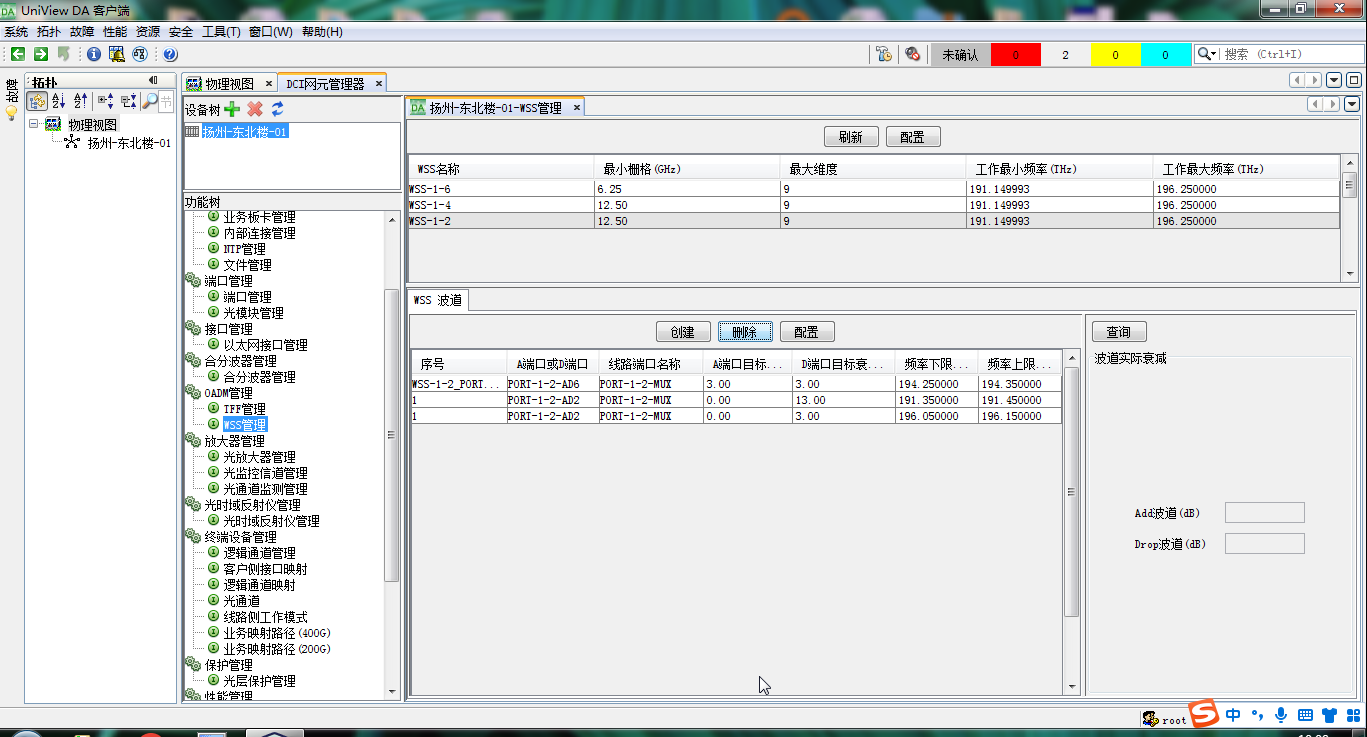 DA UniView DA 客户端
系统 拓扑 故障 性能 资源 安全 工具(T) 窗口(W) 帮助(H)
未确认 0 2 0 0 搜索 (Ctrl+I)
拓扑
物理视图
扬州-东北楼-01
物理视图 DCI网元管理器
设备树
扬州-东北楼-01
功能树
业务板卡管理
内部连接管理
NTP管理
文件管理
端口管理
端口管理
光模块管理
接口管理
以太网接口管理
合分波器管理
合分波器管理
OADM管理
TFF管理
WSS管理
放大器管理
光放大器管理
光监控信道管理
光通道监测管理
光时域反射仪管理
光时域反射仪管理
终端设备管理
逻辑通道管理
客户侧接口映射
逻辑通道映射
光通道
线路侧工作模式
业务映射路径(400G)
业务映射路径(200G)
保护管理
光层保护管理
性能管理
DA 扬州-东北楼-01-WSS管理
刷新 配置
WSS名称 最小栅格(GHz) 最大维度 工作最小频率(THz) 工作最大频率(THz)
WSS-1-6 6.25 9 191.149993 196.250000
WSS-1-4 12.50 9 191.149993 196.250000
WSS-1-2 12.50 9 191.149993 196.250000
WSS 波道
创建 删除 配置
序号 A端口或D端口 线路端口名称 A端口目标... D端口目标衰... 频率下限... 频率上限...
WSS-1-2_PORT... PORT-1-2-AD6 PORT-1-2-MUX 3.00 3.00 194.250000 194.350000
1 PORT-1-2-AD2 PORT-1-2-MUX 0.00 13.00 191.350000 191.450000
1 PORT-1-2-AD2 PORT-1-2-MUX 0.00 3.00 196.050000 196.150000
查询
波道实际衰减
Add波道(dB)
Drop波道(dB)
root
S 中